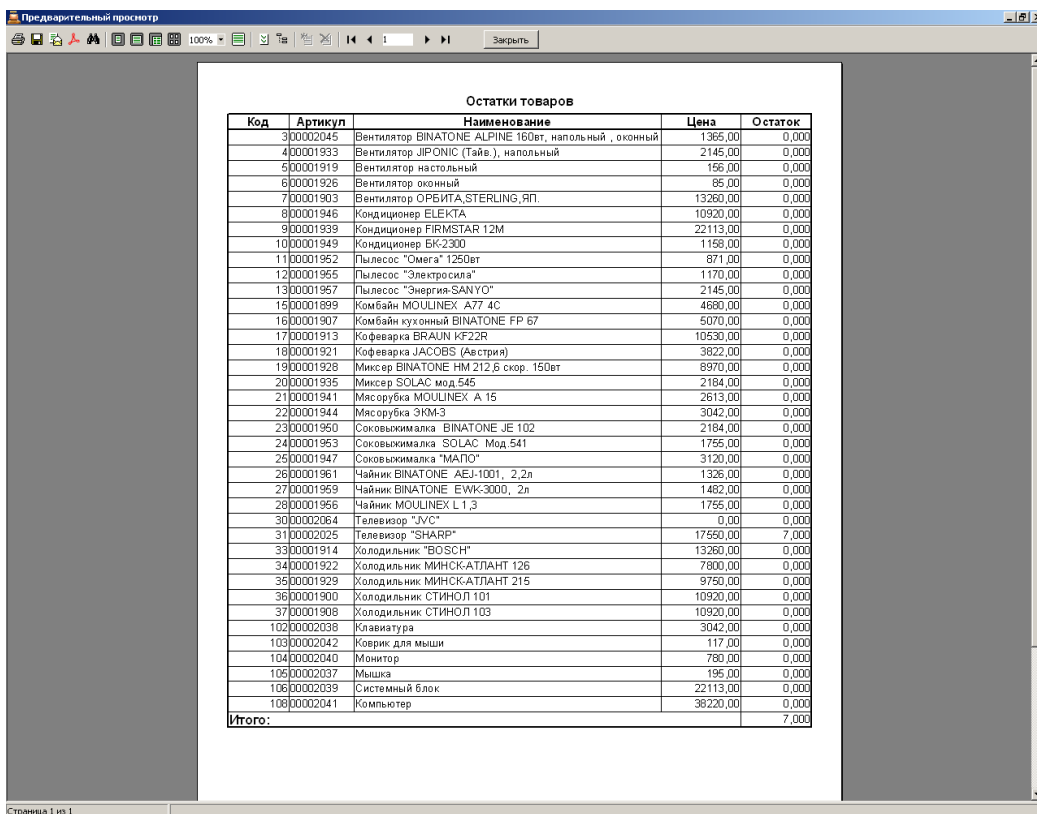 Предварительный просмотр
100% 1 Закрыть
Остатки товаров
Код Артикул Наименование Цена Остаток
3 00002045 Вентилятор BINATONE ALPINE 160вт, напольный , оконный 1365,00 0,000
4 00001933 Вентилятор JIPONIC (Тайв.), напольный 2145,00 0,000
5 00001919 Вентилятор настольный 156,00 0,000
6 00001926 Вентилятор оконный 85,00 0,000
7 00001903 Вентилятор ОРБИТА,STERLING,ЯП. 13260,00 0,000
8 00001946 Кондиционер ELEKTA 10920,00 0,000
9 00001939 Кондиционер FIRMSTAR 12M 22113,00 0,000
10 00001949 Кондиционер БК-2300 1158,00 0,000
11 00001952 Пылесос "Омега" 1250вт 871,00 0,000
12 00001955 Пылесос "Электросила" 1170,00 0,000
13 00001957 Пылесос "Энергия-SANYO" 2145,00 0,000
15 00001899 Комбайн MOULINEX A77 4C 4680,00 0,000
16 00001907 Комбайн кухонный BINATONE FP 67 5070,00 0,000
17 00001913 Кофеварка BRAUN KF22R 10530,00 0,000
18 00001921 Кофеварка JACOBS (Австрия) 3822,00 0,000
19 00001928 Миксер BINATONE HM 212,6 скор. 150вт 8970,00 0,000
20 00001935 Миксер SOLAC мод.545 2184,00 0,000
21 00001941 Мясорубка MOULINEX A 15 2613,00 0,000
22 00001944 Мясорубка ЭКМ-3 3042,00 0,000
23 00001950 Соковыжималка BINATONE JE 102 2184,00 0,000
24 00001953 Соковыжималка SOLAC Мод.541 1755,00 0,000
25 00001947 Соковыжималка "МАПО" 3120,00 0,000
26 00001961 Чайник BINATONE AEJ-1001, 2,2л 1326,00 0,000
27 00001959 Чайник BINATONE EWK-3000, 2л 1482,00 0,000
28 00001956 Чайник MOULINEX L 1,3 1755,00 0,000
30 00002064 Телевизор "JVC" 0,00 0,000
31 00002025 Телевизор "SHARP" 17550,00 7,000
33 00001914 Холодильник "BOSCH" 13260,00 0,000
34 00001922 Холодильник МИНСК-АТЛАНТ 126 7800,00 0,000
35 00001929 Холодильник МИНСК-АТЛАНТ 215 9750,00 0,000
36 00001900 Холодильник СТИНОЛ 101 10920,00 0,000
37 00001908 Холодильник СТИНОЛ 103 10920,00 0,000
102 00002038 Клавиатура 3042,00 0,000
103 00002042 Коврик для мыши 117,00 0,000
104 00002040 Монитор 780,00 0,000
105 00002037 Мышка 195,00 0,000
106 00002039 Системный блок 22113,00 0,000
108 00002041 Компьютер 38220,00 0,000
Итого: 7,000
Страница 1 из 1